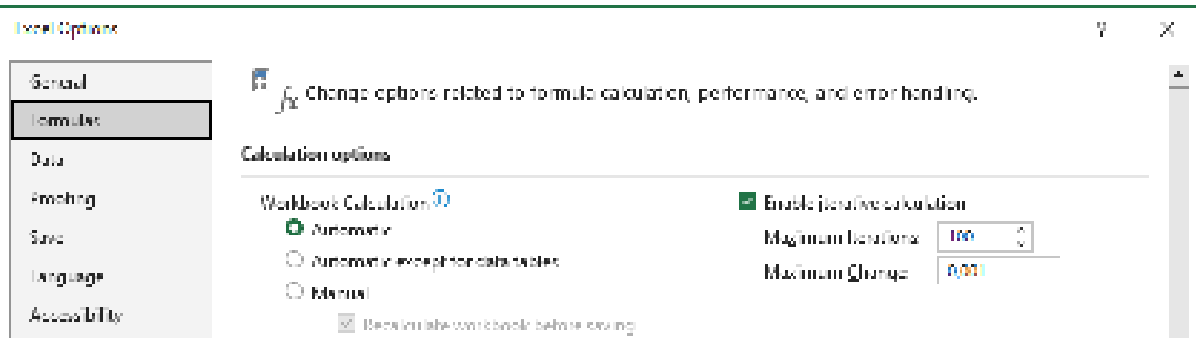 Excel Options
General
Formulas
Data
Proofing
Save
Language
Accessibility
fx Change options related to formula calculation, performance, and error handling.
Calculation options
Workbook Calculation
Automatic
Automatic except for data tables
Manual
Recalculate workbook before saving
Enable iterative calculation
Maximum Iterations: 100
Maximum Change: 0,001